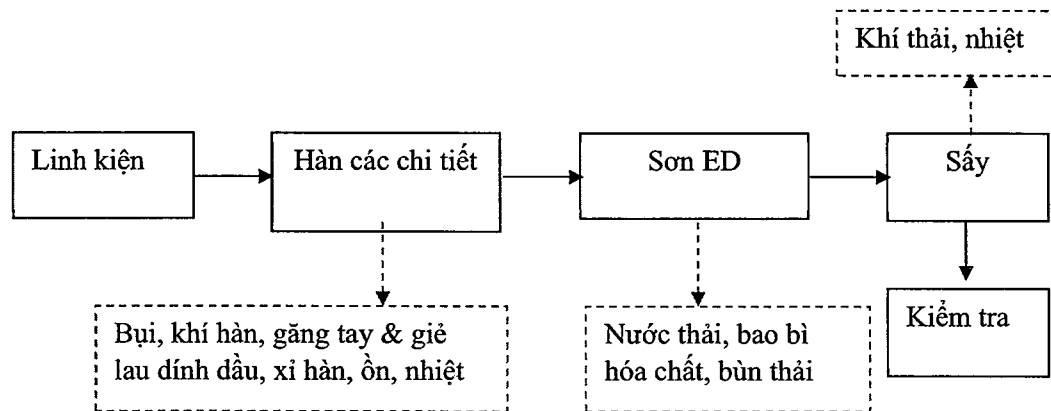 Khí thải, nhiệt
Linh kiện
Hàn các chi tiết
Sơn ED
Sấy
Bụi, khí hàn, găng tay & giẻ
lau dính dầu, xỉ hàn, ồn, nhiệt
Nước thải, bao bì
hóa chất, bùn thải
Kiểm tra